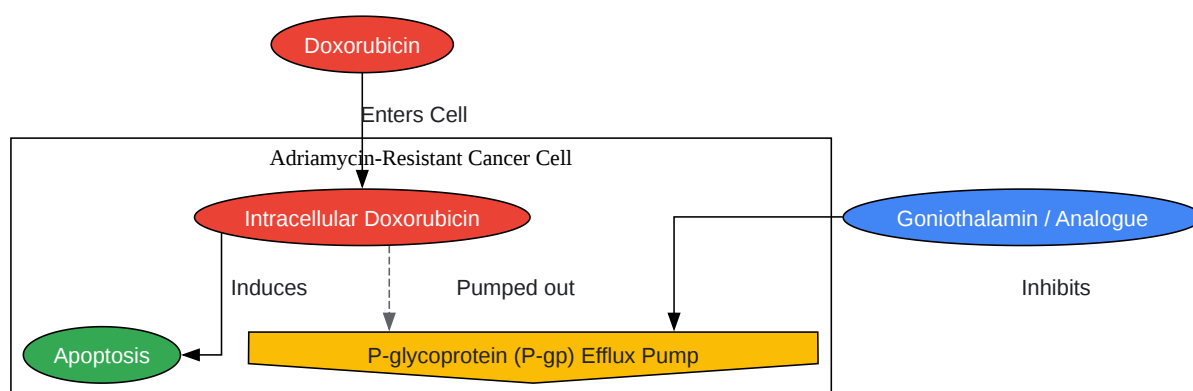 Doxorubicin
Enters Cell
Adriamycin-Resistant Cancer Cell
Intracellular Doxorubicin
Goniothalamin / Analogue
Induces
Pumped out
Inhibits
Apoptosis
P-glycoprotein (P-gp) Efflux Pump